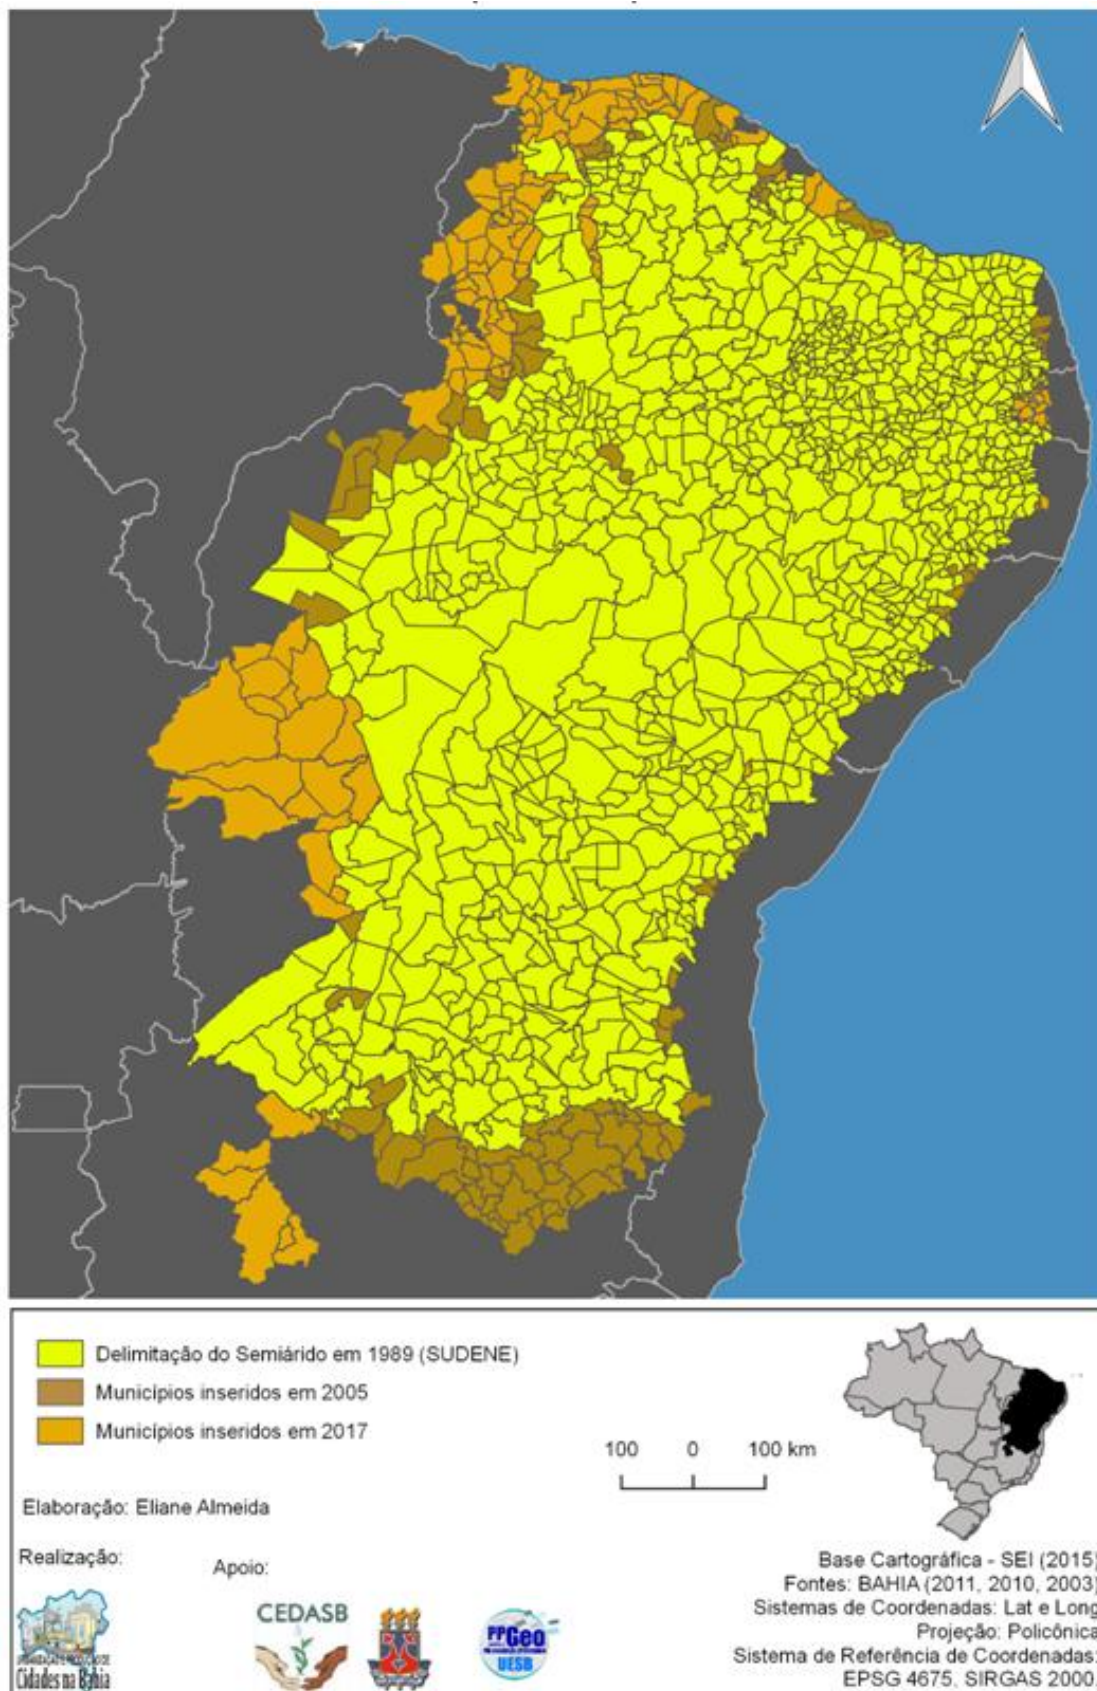 Delimitação do Semiárido em 1989 (SUDENE)
Municípios inseridos em 2005
Municípios inseridos em 2017
100 0 100 km
Elaboração: Eliane Almeida
Realização:
Apoio:
Cidades na Bahia
CEDASB
PPGeo
UESB
Base Cartográfica - SEI (2015)
Fontes: BAHIA (2011, 2010, 2003)
Sistemas de Coordenadas: Lat e Long
Projeção: Policônica
Sistema de Referência de Coordenadas:
EPSG 4675, SIRGAS 2000.